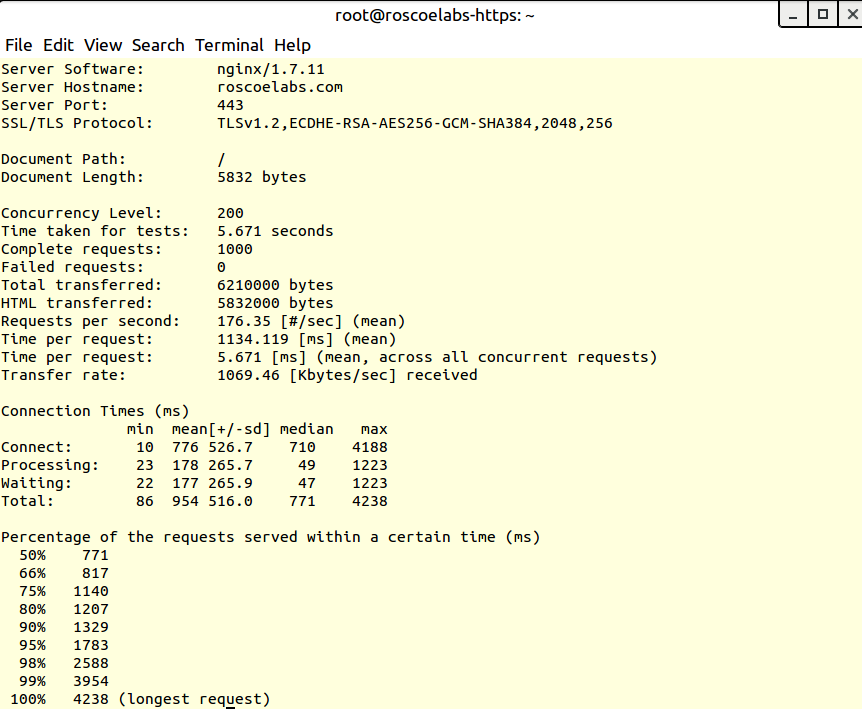 root@roscoelabs-https: ~
File Edit View Search Terminal Help
Server Software:        nginx/1.7.11
Server Hostname:        roscoelabs.com
Server Port:            443
SSL/TLS Protocol:       TLSv1.2,ECDHE-RSA-AES256-GCM-SHA384,2048,256
Document Path:          /
Document Length:        5832 bytes
Concurrency Level:      200
Time taken for tests:   5.671 seconds
Complete requests:      1000
Failed requests:        0
Total transferred:      6210000 bytes
HTML transferred:       5832000 bytes
Requests per second:    176.35 [#/sec] (mean)
Time per request:       1134.119 [ms] (mean)
Time per request:       5.671 [ms] (mean, across all concurrent requests)
Transfer rate:          1069.46 [Kbytes/sec] received
Connection Times (ms)
              min  mean[+/-sd] median   max
Connect:       10  776 526.7    710    4188
Processing:    23  178 265.7     49    1223
Waiting:       22  177 265.9     47    1223
Total:         86  954 516.0    771    4238
Percentage of the requests served within a certain time (ms)
  50%    771
  66%    817
  75%   1140
  80%   1207
  90%   1329
  95%   1783
  98%   2588
  99%   3954
 100%   4238 (longest request)